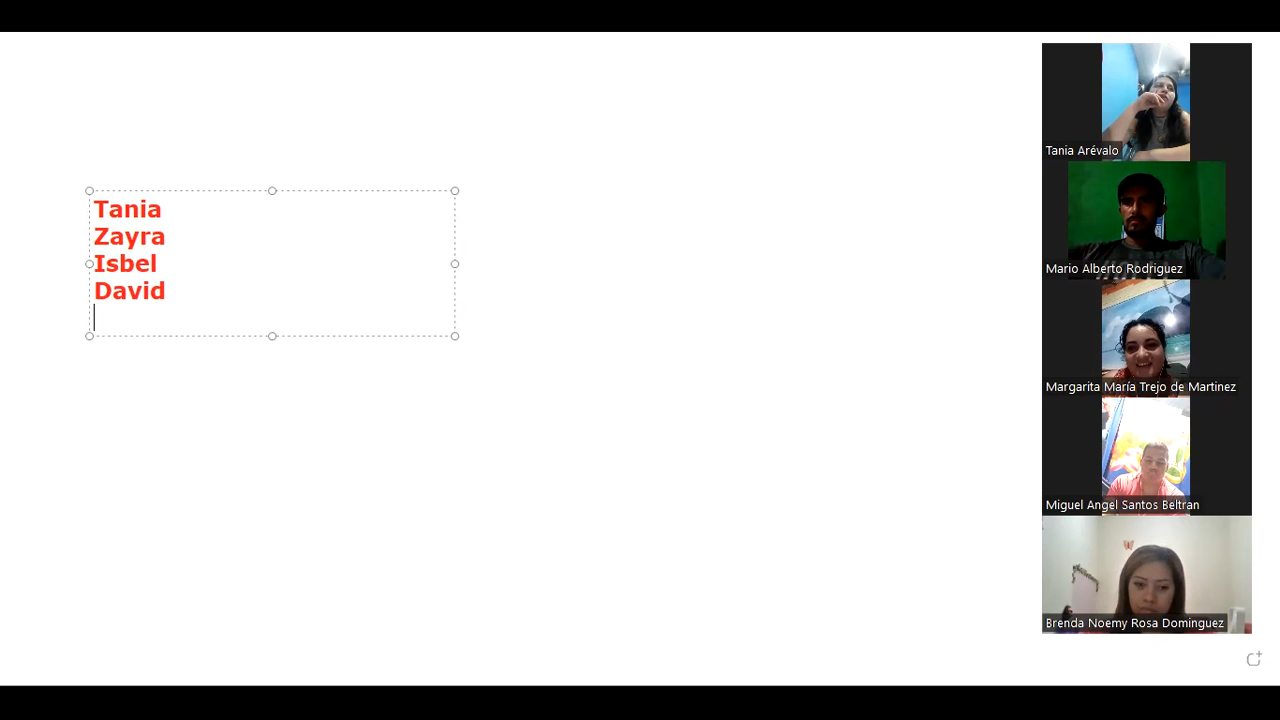 Tania
Zayra
Isbel
David
Tania Arévalo
Mario Alberto Rodriguez
Margarita María Trejo de Martinez
Miguel Angel Santos Beltran
Brenda Noemy Rosa Dominguez